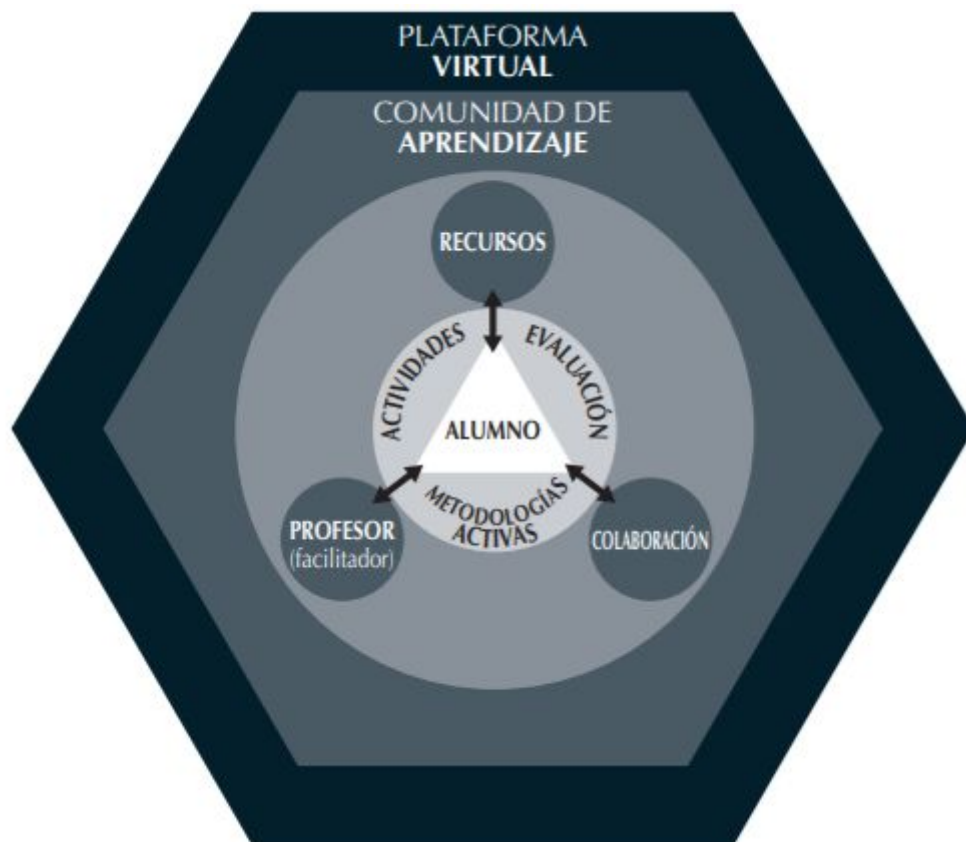 PLATAFORMA
VIRTUAL
COMUNIDAD DE
APRENDIZAJE
RECURSOS
ACTIVIDADES
EVALUACIÓN
ALUMNO
METODOLOGÍAS
ACTIVAS
PROFESOR
(facilitador)
COLABORACIÓN